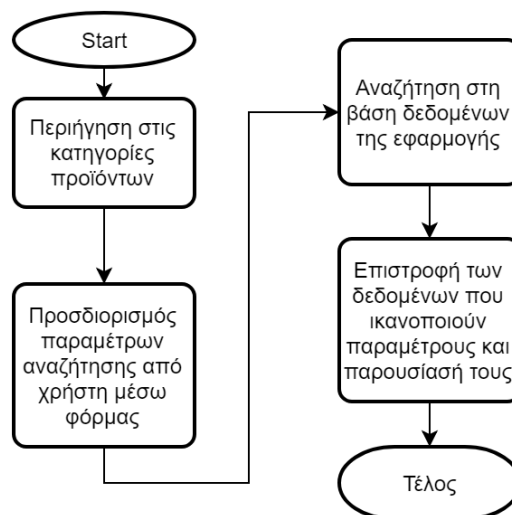 Start
Περιήγηση στις
κατηγορίες
προϊόντων
Προσδιορισμός
παραμέτρων
αναζήτησης από
χρήστη μέσω
φόρμας
Αναζήτηση στη
βάση δεδομένων
της εφαρμογής
Επιστροφή των
δεδομένων που
ικανοποιούν
παραμέτρους και
παρουσίασή τους
Τέλος